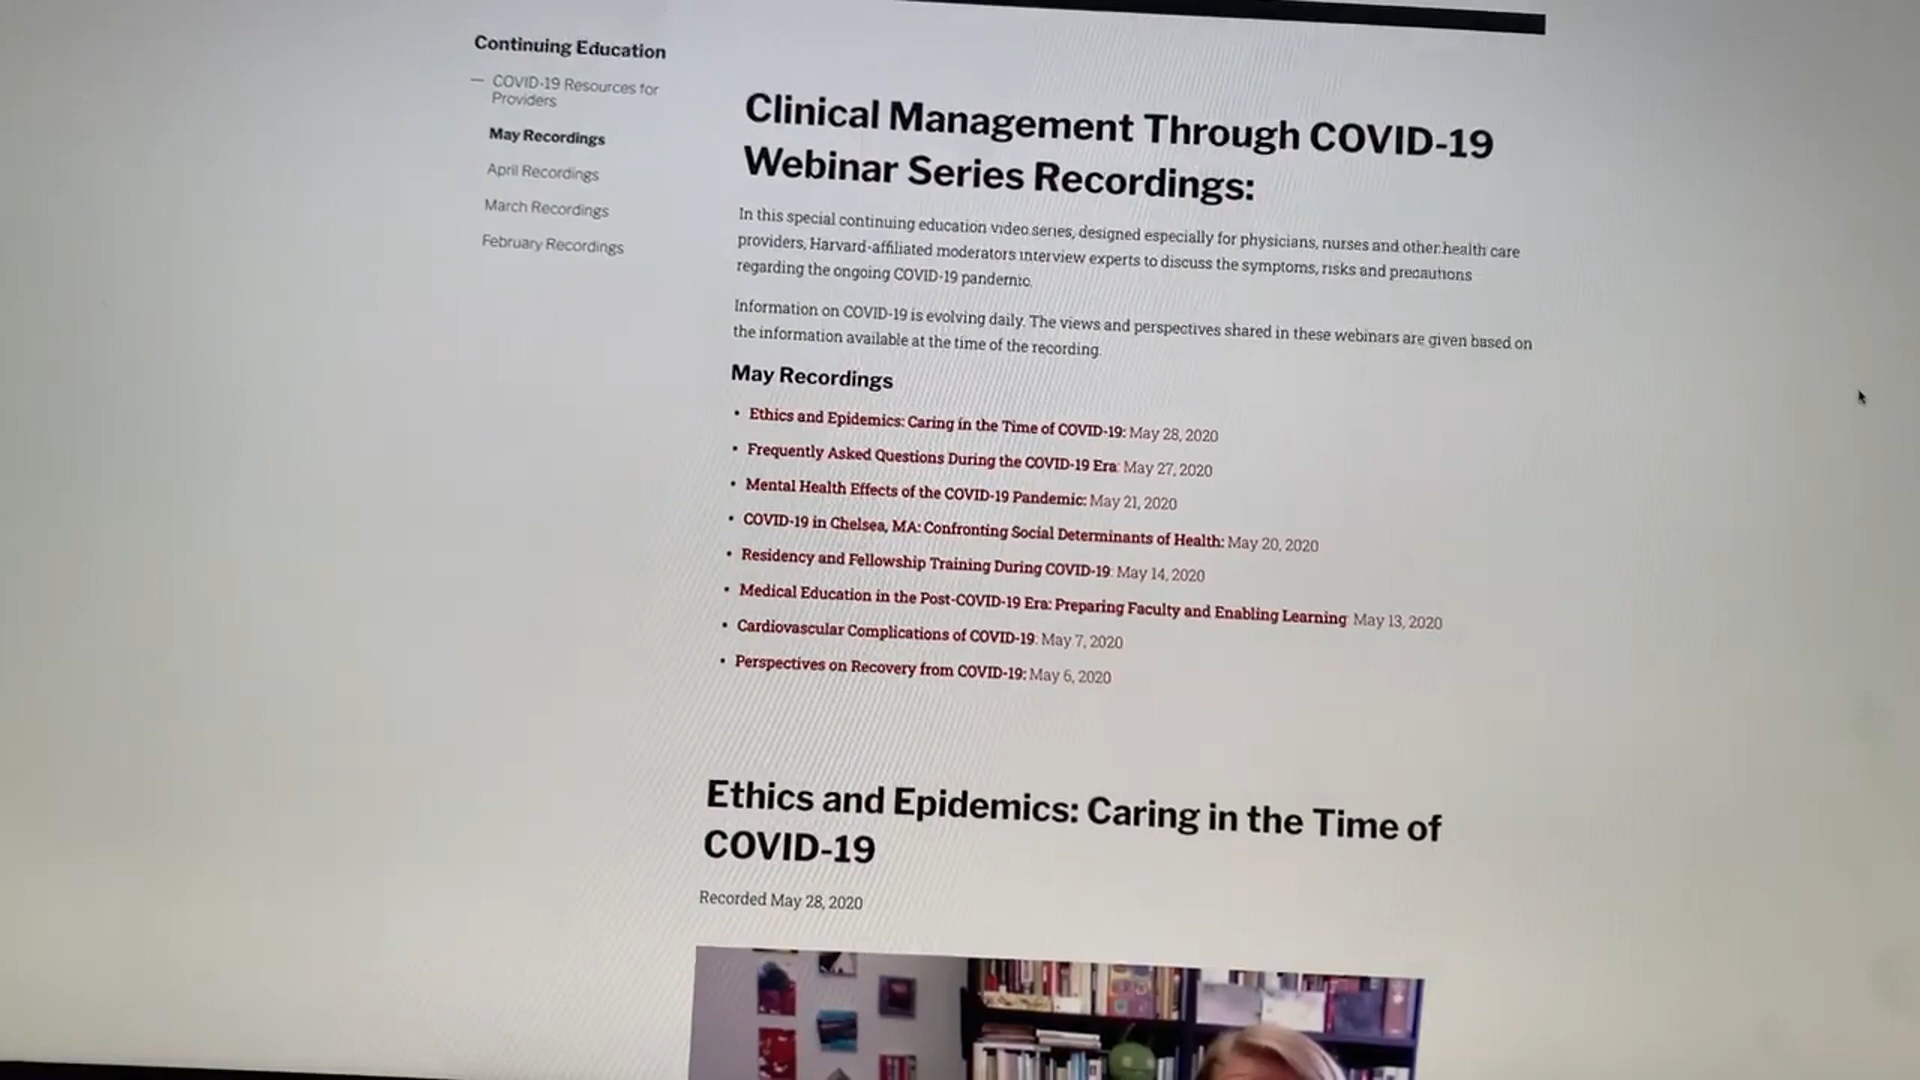 Continuing Education
— COVID-19 Resources for
Providers
May Recordings
April Recordings
March Recordings
February Recordings
Clinical Management Through COVID-19
Webinar Series Recordings:
In this special continuing education video series, designed especially for physicians, nurses and other health care
providers, Harvard-affiliated moderators interview experts to discuss the symptoms, risks and precautions
regarding the ongoing COVID-19 pandemic.
Information on COVID-19 is evolving daily. The views and perspectives shared in these webinars are given based on
the information available at the time of the recording.
May Recordings
• Ethics and Epidemics: Caring in the Time of COVID-19: May 28, 2020
• Frequently Asked Questions During the COVID-19 Era: May 27, 2020
• Mental Health Effects of the COVID-19 Pandemic: May 21, 2020
• COVID-19 in Chelsea, MA: Confronting Social Determinants of Health: May 20, 2020
• Residency and Fellowship Training During COVID-19: May 14, 2020
• Medical Education in the Post-COVID-19 Era: Preparing Faculty and Enabling Learning: May 13, 2020
• Cardiovascular Complications of COVID-19: May 7, 2020
• Perspectives on Recovery from COVID-19: May 6, 2020
Ethics and Epidemics: Caring in the Time of
COVID-19
Recorded May 28, 2020